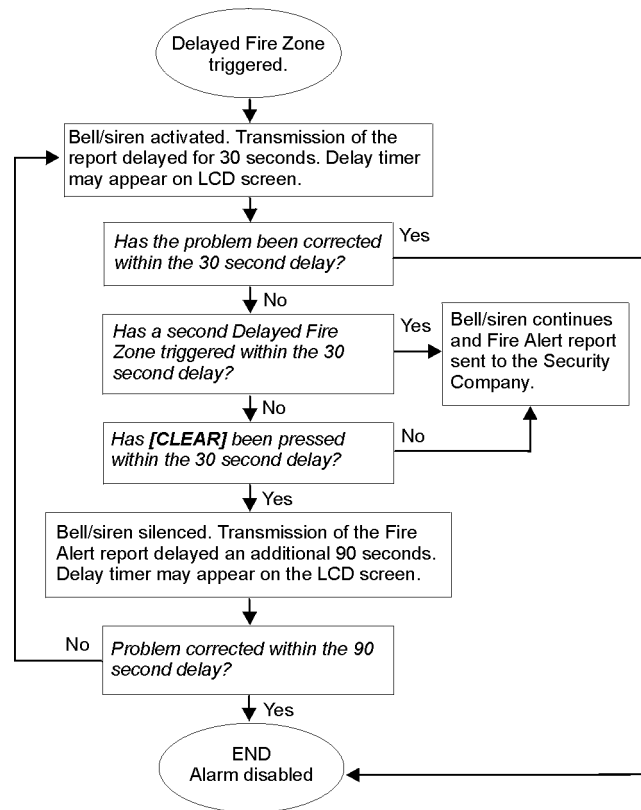 Delayed Fire Zone
triggered.
Bell/siren activated. Transmission of the
report delayed for 30 seconds. Delay timer
may appear on LCD screen.
Has the problem been corrected
within the 30 second delay?
Yes
No
Has a second Delayed Fire
Zone triggered within the 30
second delay?
Yes
Bell/siren continues
and Fire Alert report
sent to the Security
Company.
No
Has [CLEAR] been pressed
within the 30 second delay?
No
Yes
Bell/siren silenced. Transmission of the Fire
Alert report delayed an additional 90 seconds.
Delay timer may appear on the LCD screen.
No
Problem corrected within the 90
second delay?
Yes
END
Alarm disabled